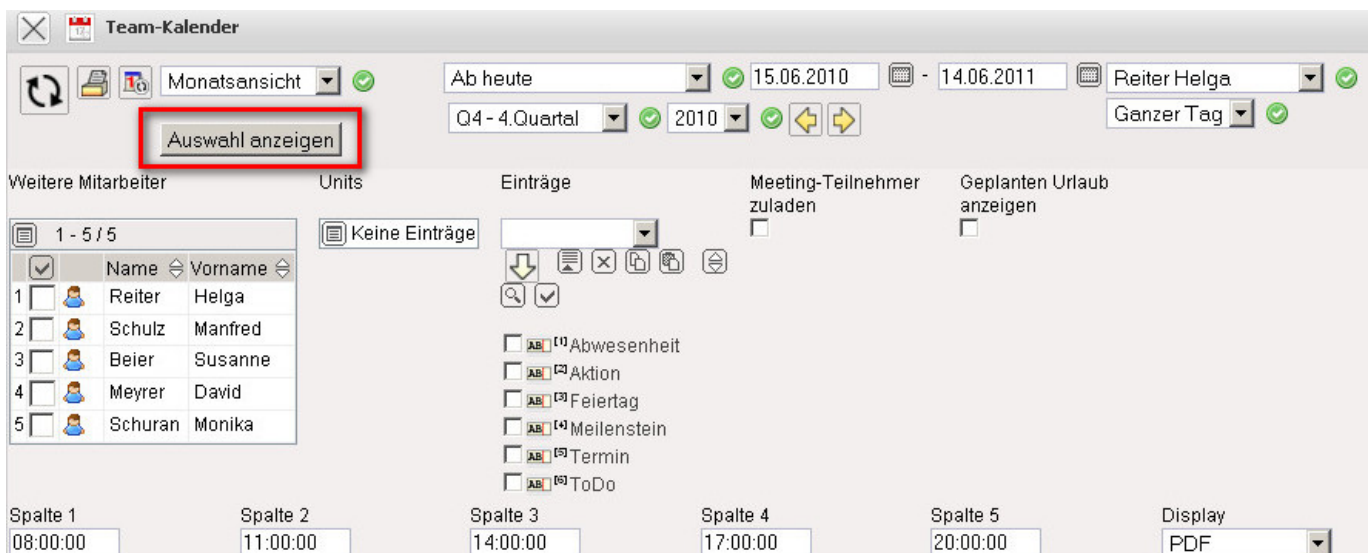 Team-Kalender
Monatsansicht Ab heute 15.06.2010 - 14.06.2011 Reiter Helga
Q4 - 4.Quartal 2010 Ganzer Tag
Auswahl anzeigen
Weitere Mitarbeiter Units Einträge Meeting-Teilnehmer zuladen Geplanten Urlaub anzeigen
1 - 5 / 5 Keine Einträge
Name Vorname
1 Reiter Helga
2 Schulz Manfred
3 Beier Susanne
4 Meyrer David
5 Schuran Monika
[1] Abwesenheit
[2] Aktion
[3] Feiertag
[4] Meilenstein
[5] Termin
[6] ToDo
Spalte 1 Spalte 2 Spalte 3 Spalte 4 Spalte 5 Display
08:00:00 11:00:00 14:00:00 17:00:00 20:00:00 PDF